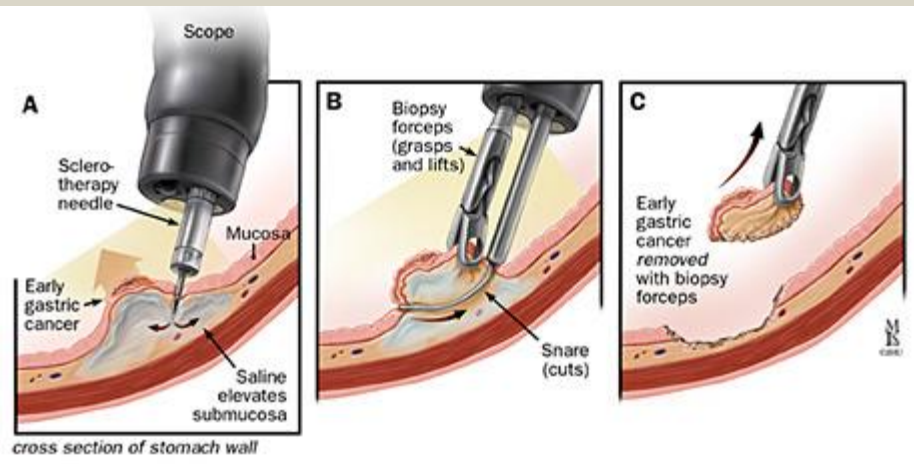 Scope
A
Sclero-
therapy
needle
Mucosa
Early
gastric
cancer
Saline
elevates
submucosa
cross section of stomach wall
B
Biopsy
forceps
(grasps
and lifts)
Snare
(cuts)
C
Early
gastric
cancer
removed
with biopsy
forceps